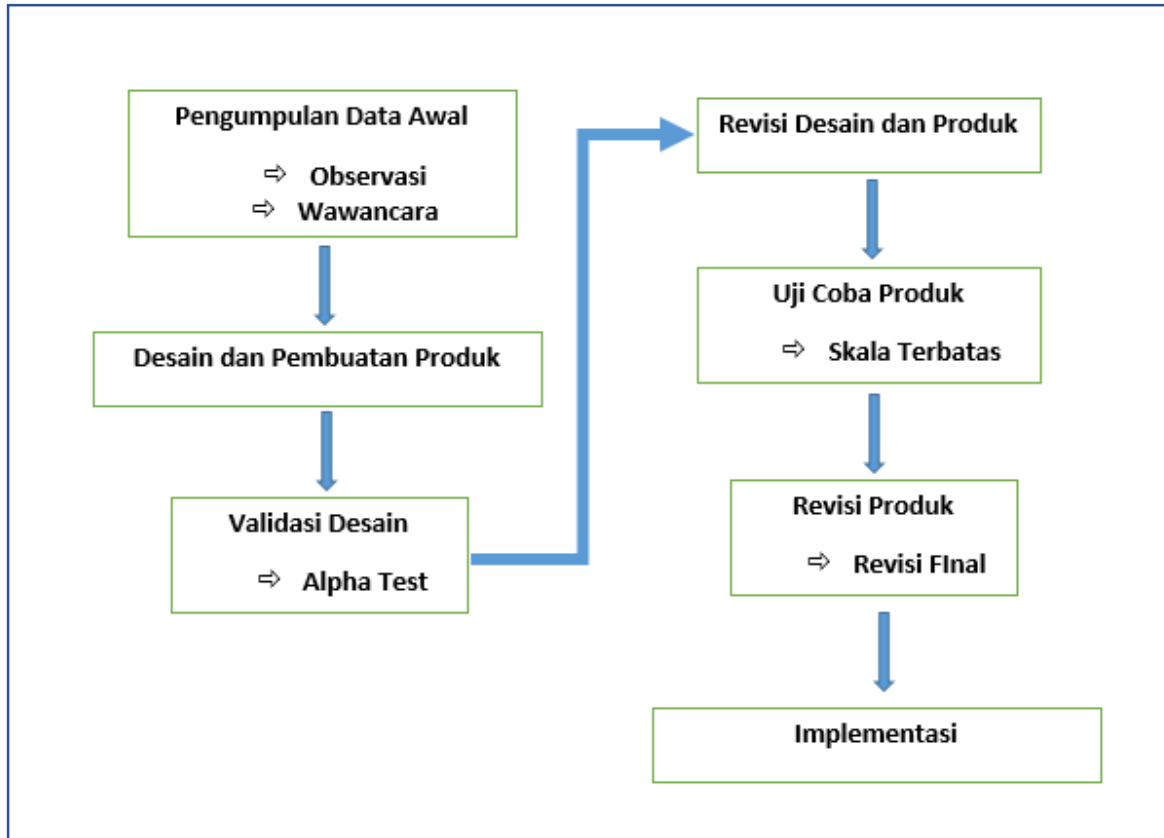 Pengumpulan Data Awal
⇨ Observasi
⇨ Wawancara
Desain dan Pembuatan Produk
Validasi Desain
⇨ Alpha Test
Revisi Desain dan Produk
Uji Coba Produk
⇨ Skala Terbatas
Revisi Produk
⇨ Revisi FInal
Implementasi